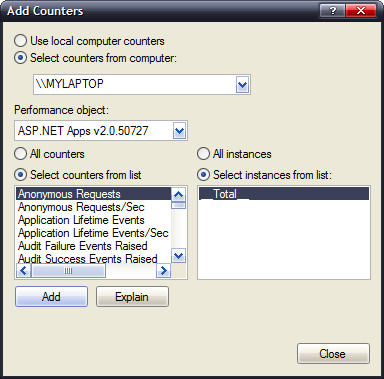 Add Counters
Use local computer counters
Select counters from computer:
\\MYLAPTOP
Performance object:
ASP.NET Apps v2.0.50727
All counters
All instances
Select counters from list
Select instances from list:
Anonymous Requests
Anonymous Requests/Sec
Application Lifetime Events
Application Lifetime Events/Sec
Audit Failure Events Raised
Audit Success Events Raised
__Total__
Add
Explain
Close